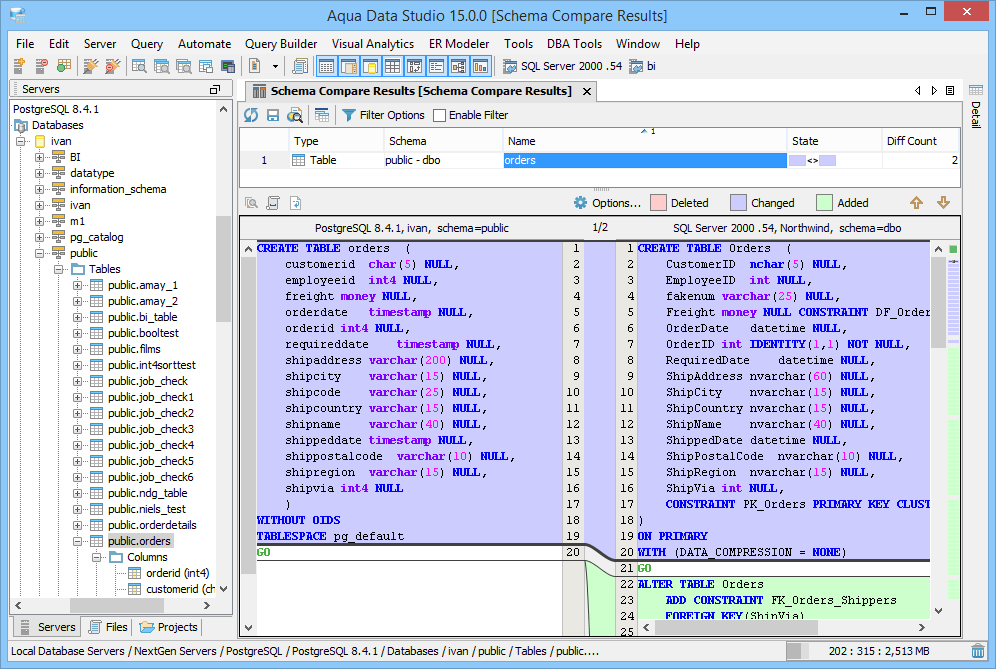 Aqua Data Studio 15.0.0 [Schema Compare Results]
File Edit Server Query Automate Query Builder Visual Analytics ER Modeler Tools DBA Tools Window Help
SQL Server 2000 .54 bi
Servers
PostgreSQL 8.4.1
Databases
ivan
BI
datatype
information_schema
ivan
m1
pg_catalog
public
Tables
public.amay_1
public.amay_2
public.bi_table
public.booltest
public.films
public.int4sorttest
public.job_check
public.job_check1
public.job_check2
public.job_check3
public.job_check4
public.job_check5
public.job_check6
public.ndg_table
public.niels_test
public.orderdetails
public.orders
Columns
orderid (int4)
customerid (ch
Servers Files Projects
Schema Compare Results [Schema Compare Results]
Filter Options Enable Filter
Type Schema Name 1 State Diff Count
1 Table public - dbo orders <> 2
Options... Deleted Changed Added
PostgreSQL 8.4.1, ivan, schema=public 1/2 SQL Server 2000 .54, Northwind, schema=dbo
CREATE TABLE orders ( 1
customerid char(5) NULL, 2
employeeid int4 NULL, 3
freight money NULL, 4
orderdate timestamp NULL, 5
orderid int4 NULL, 6
requireddate timestamp NULL, 7
shipaddress varchar(200) NULL, 8
shipcity varchar(15) NULL, 9
shipcode varchar(25) NULL, 10
shipcountry varchar(15) NULL, 11
shipname varchar(40) NULL, 12
shippeddate timestamp NULL, 13
shippostalcode varchar(10) NULL, 14
shipregion varchar(15) NULL, 15
shipvia int4 NULL 16
) 17
WITHOUT OIDS 18
TABLESPACE pg_default 19
GO 20
1 CREATE TABLE Orders (
2 CustomerID nchar(5) NULL,
3 EmployeeID int NULL,
4 fakenum varchar(25) NULL,
5 Freight money NULL CONSTRAINT DF_Order
6 OrderDate datetime NULL,
7 OrderID int IDENTITY(1,1) NOT NULL,
8 RequiredDate datetime NULL,
9 ShipAddress nvarchar(60) NULL,
10 ShipCity nvarchar(15) NULL,
11 ShipCountry nvarchar(15) NULL,
12 ShipName nvarchar(40) NULL,
13 ShippedDate datetime NULL,
14 ShipPostalCode nvarchar(10) NULL,
15 ShipRegion nvarchar(15) NULL,
16 ShipVia int NULL,
17 CONSTRAINT PK_Orders PRIMARY KEY CLUST
18 )
19 ON PRIMARY
20 WITH (DATA_COMPRESSION = NONE)
21 GO
22 ALTER TABLE Orders
23 ADD CONSTRAINT FK_Orders_Shippers
24 FOREIGN KEY(ShipVia)
25
Detail
Local Database Servers / NextGen Servers / PostgreSQL / PostgreSQL 8.4.1 / Databases / ivan / public / Tables / public.... 202 : 315 : 2,513 MB